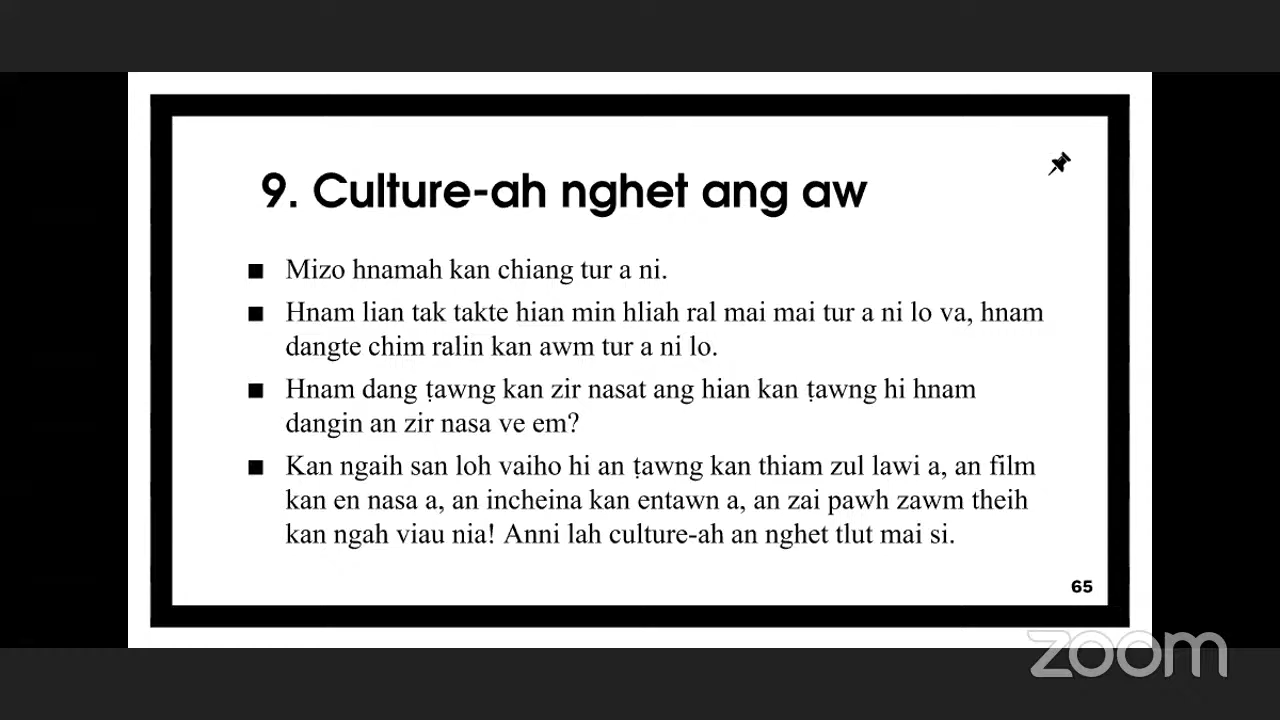 9. Culture-ah nghet ang aw
■ Mizo hnamah kan chiang tur a ni.
■ Hnam lian tak takte hian min hliah ral mai mai tur a ni lo va, hnam
dangte chim ralin kan awm tur a ni lo.
■ Hnam dang ṭawng kan zir nasat ang hian kan ṭawng hi hnam
dangin an zir nasa ve em?
■ Kan ngaih san loh vaiho hi an ṭawng kan thiam zul lawi a, an film
kan en nasa a, an incheina kan entawn a, an zai pawh zawm theih
kan ngah viau nia! Anni lah culture-ah an nghet tlut mai si.
65
zoom